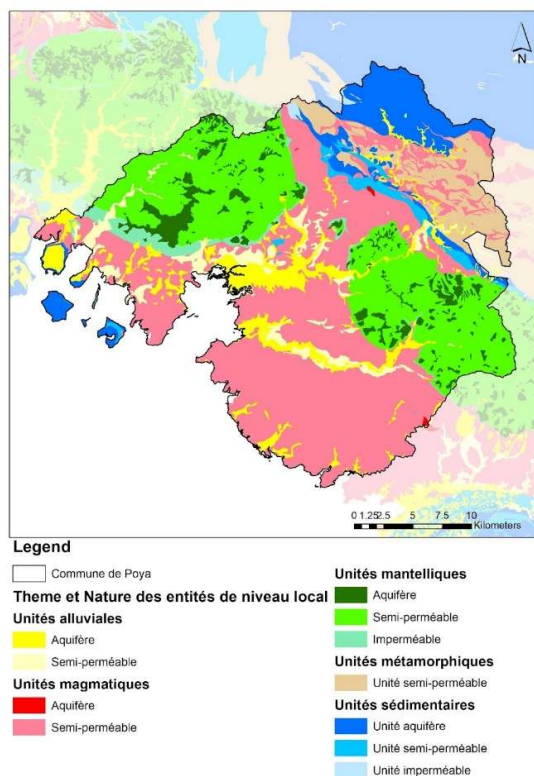 N
0 1.25 2.5 5 7.5 10
Kilometers
Legend
Commune de Poya
Theme et Nature des entités de niveau local
Unités alluviales
Aquifère
Semi-perméable
Unités magmatiques
Aquifère
Semi-perméable
Unités mantelliques
Aquifère
Semi-perméable
Imperméable
Unités métamorphiques
Unité semi-perméable
Unités sédimentaires
Unité aquifère
Unité semi-perméable
Unité imperméable